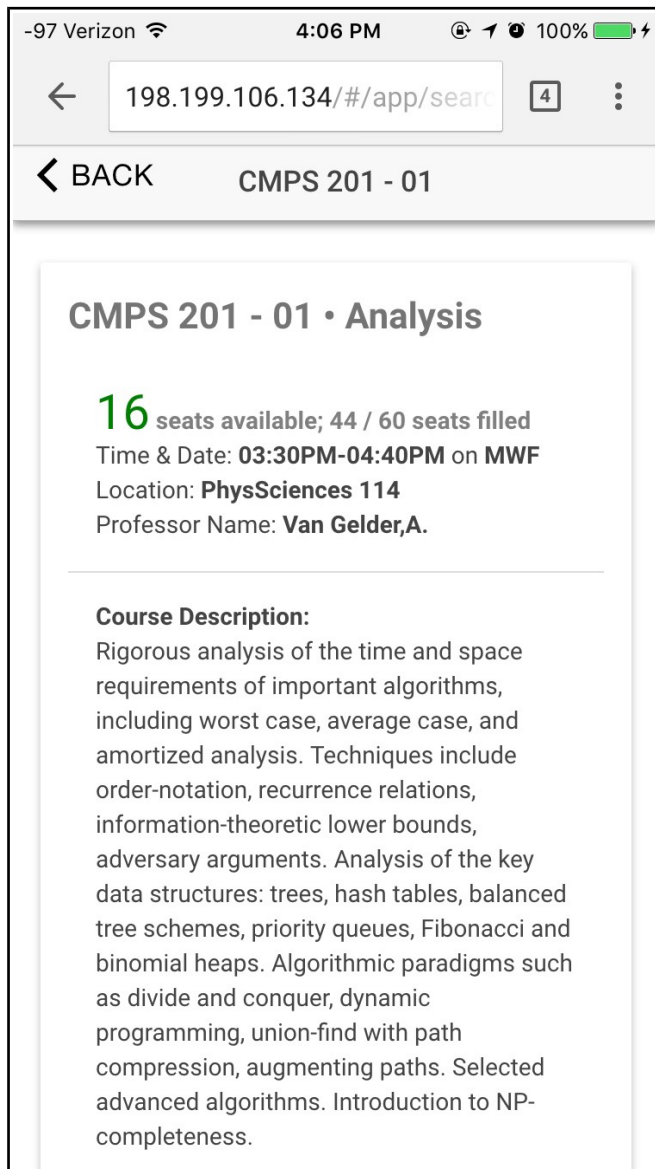 -97 Verizon 4:06 PM 100%
198.199.106.134/#/app/searc 4
BACK CMPS 201 - 01
CMPS 201 - 01 • Analysis
16 seats available; 44 / 60 seats filled
Time & Date: 03:30PM-04:40PM on MWF
Location: PhysSciences 114
Professor Name: Van Gelder,A.
Course Description:
Rigorous analysis of the time and space
requirements of important algorithms,
including worst case, average case, and
amortized analysis. Techniques include
order-notation, recurrence relations,
information-theoretic lower bounds,
adversary arguments. Analysis of the key
data structures: trees, hash tables, balanced
tree schemes, priority queues, Fibonacci and
binomial heaps. Algorithmic paradigms such
as divide and conquer, dynamic
programming, union-find with path
compression, augmenting paths. Selected
advanced algorithms. Introduction to NP-
completeness.